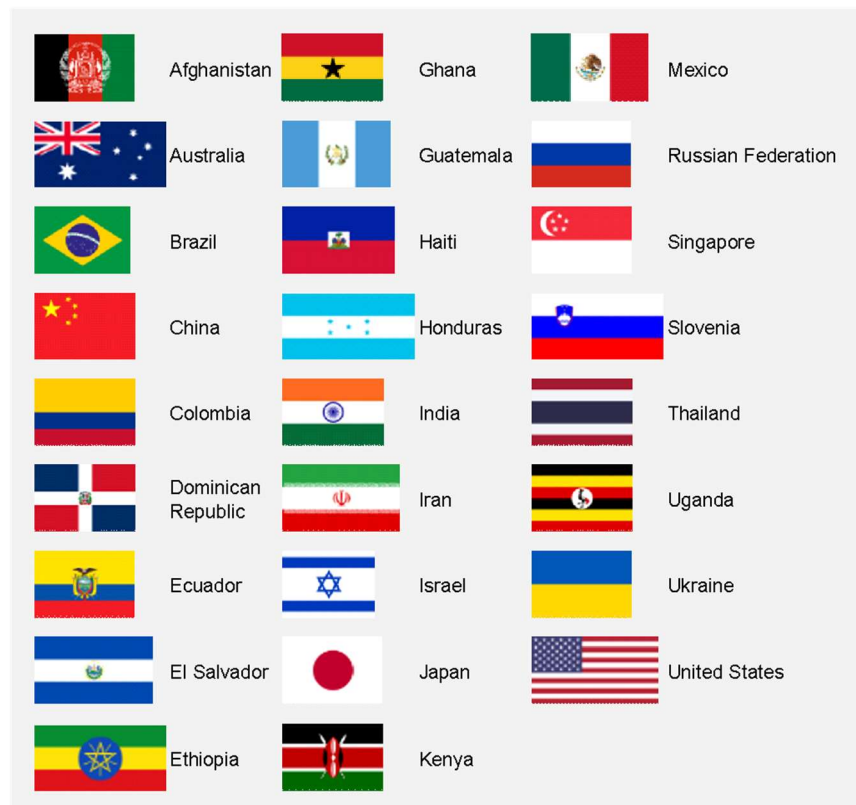 Afghanistan
Ghana
Mexico
Australia
Guatemala
Russian Federation
Brazil
Haiti
Singapore
China
Honduras
Slovenia
Colombia
India
Thailand
Dominican
Republic
Iran
Uganda
Ecuador
Israel
Ukraine
El Salvador
Japan
United States
Ethiopia
Kenya